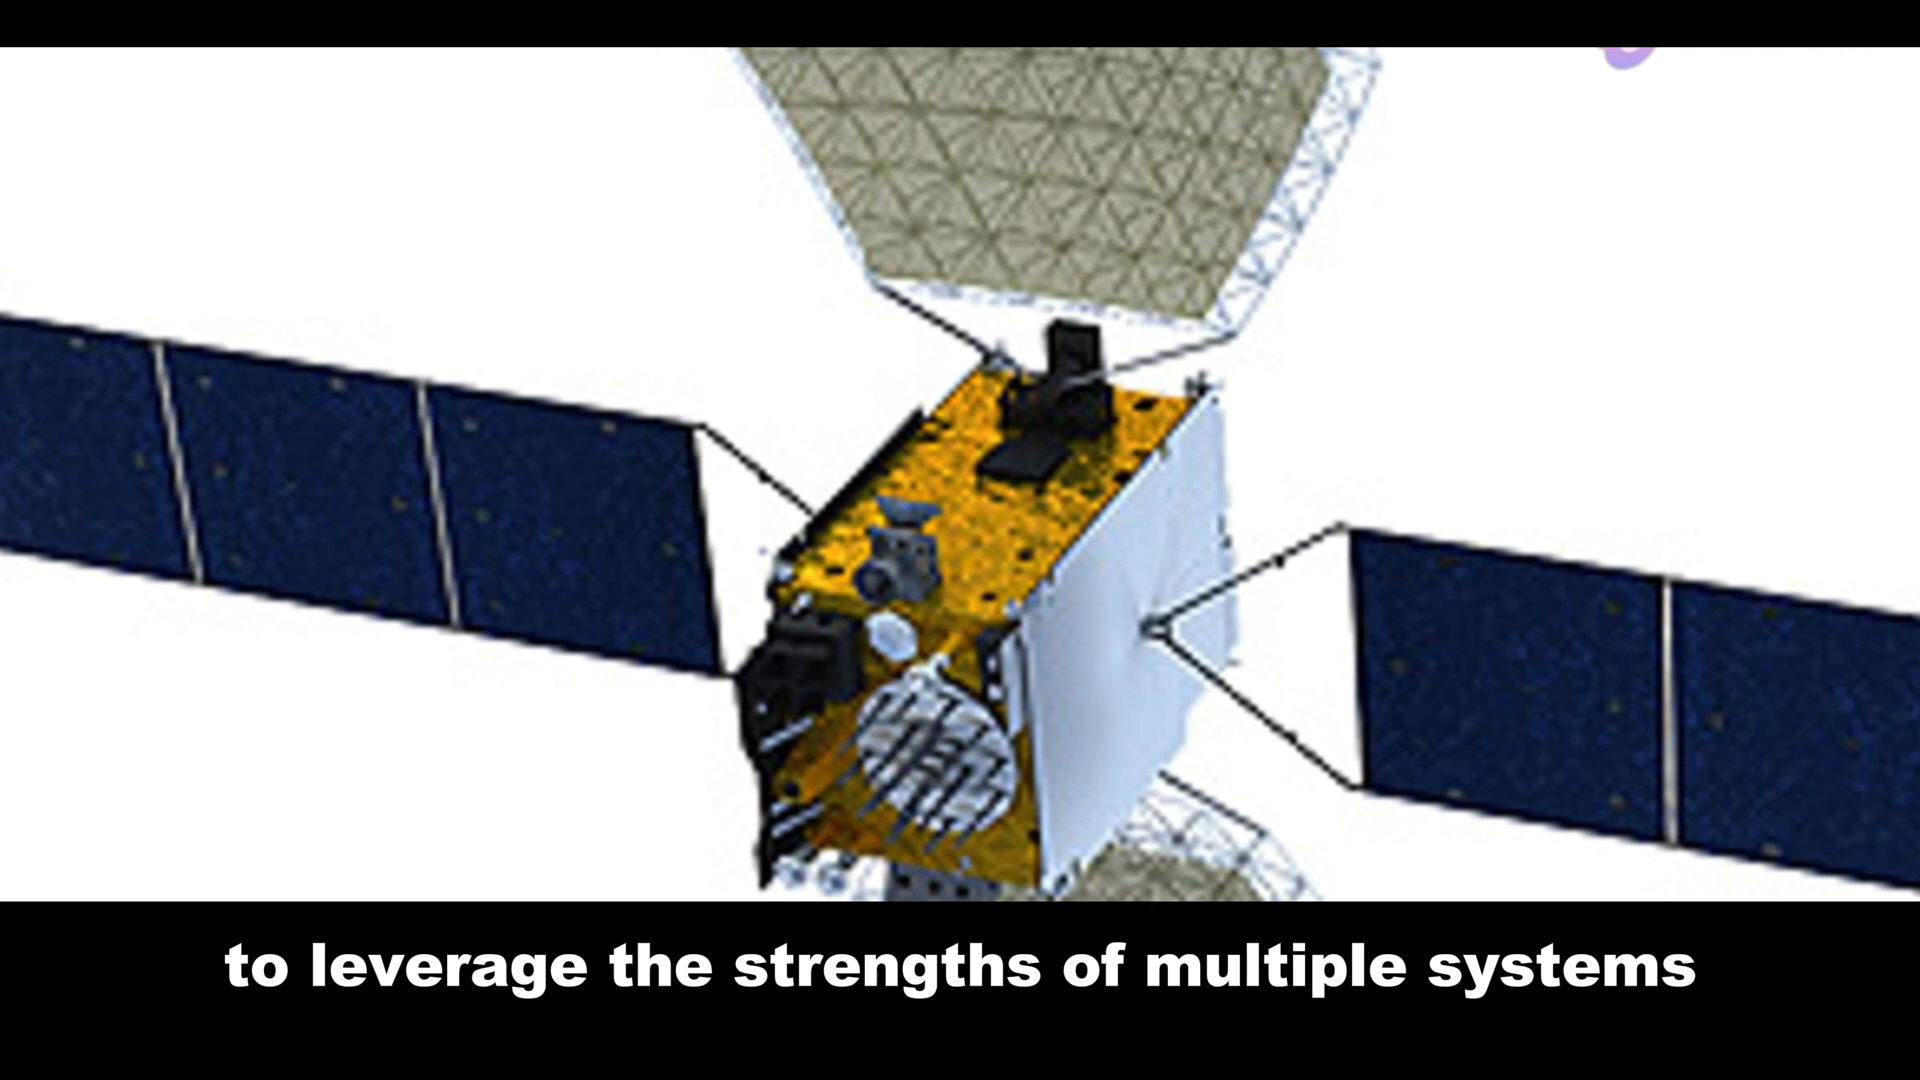 to leverage the strengths of multiple systems